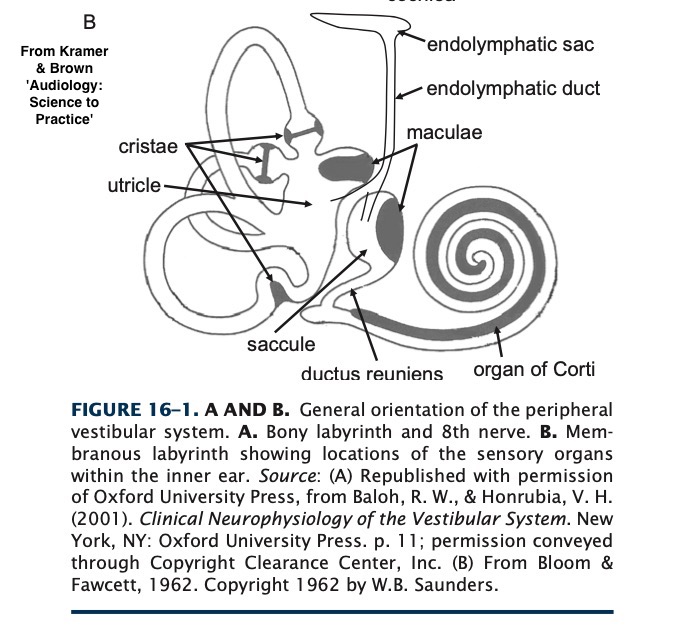 B
From Kramer
& Brown
'Audiology:
Science to
Practice'
endolymphatic sac
endolymphatic duct
maculae
cristae
utricle
saccule
ductus reuniens
organ of Corti
FIGURE 16–1. A AND B. General orientation of the peripheral
vestibular system. A. Bony labyrinth and 8th nerve. B. Mem-
branous labyrinth showing locations of the sensory organs
within the inner ear. Source: (A) Republished with permission
of Oxford University Press, from Baloh, R. W., & Honrubia, V. H.
(2001). Clinical Neurophysiology of the Vestibular System. New
York, NY: Oxford University Press. p. 11; permission conveyed
through Copyright Clearance Center, Inc. (B) From Bloom &
Fawcett, 1962. Copyright 1962 by W.B. Saunders.